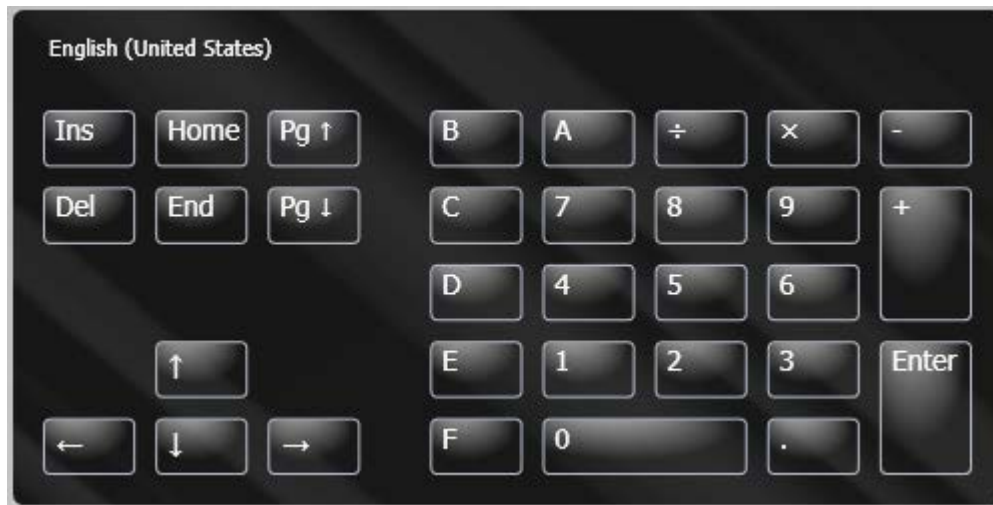 English (United States)
Ins Home Pg ↑ B A ÷ × -
Del End Pg ↓ C 7 8 9 +
D 4 5 6
↑ E 1 2 3 Enter
← ↓ → F 0 .